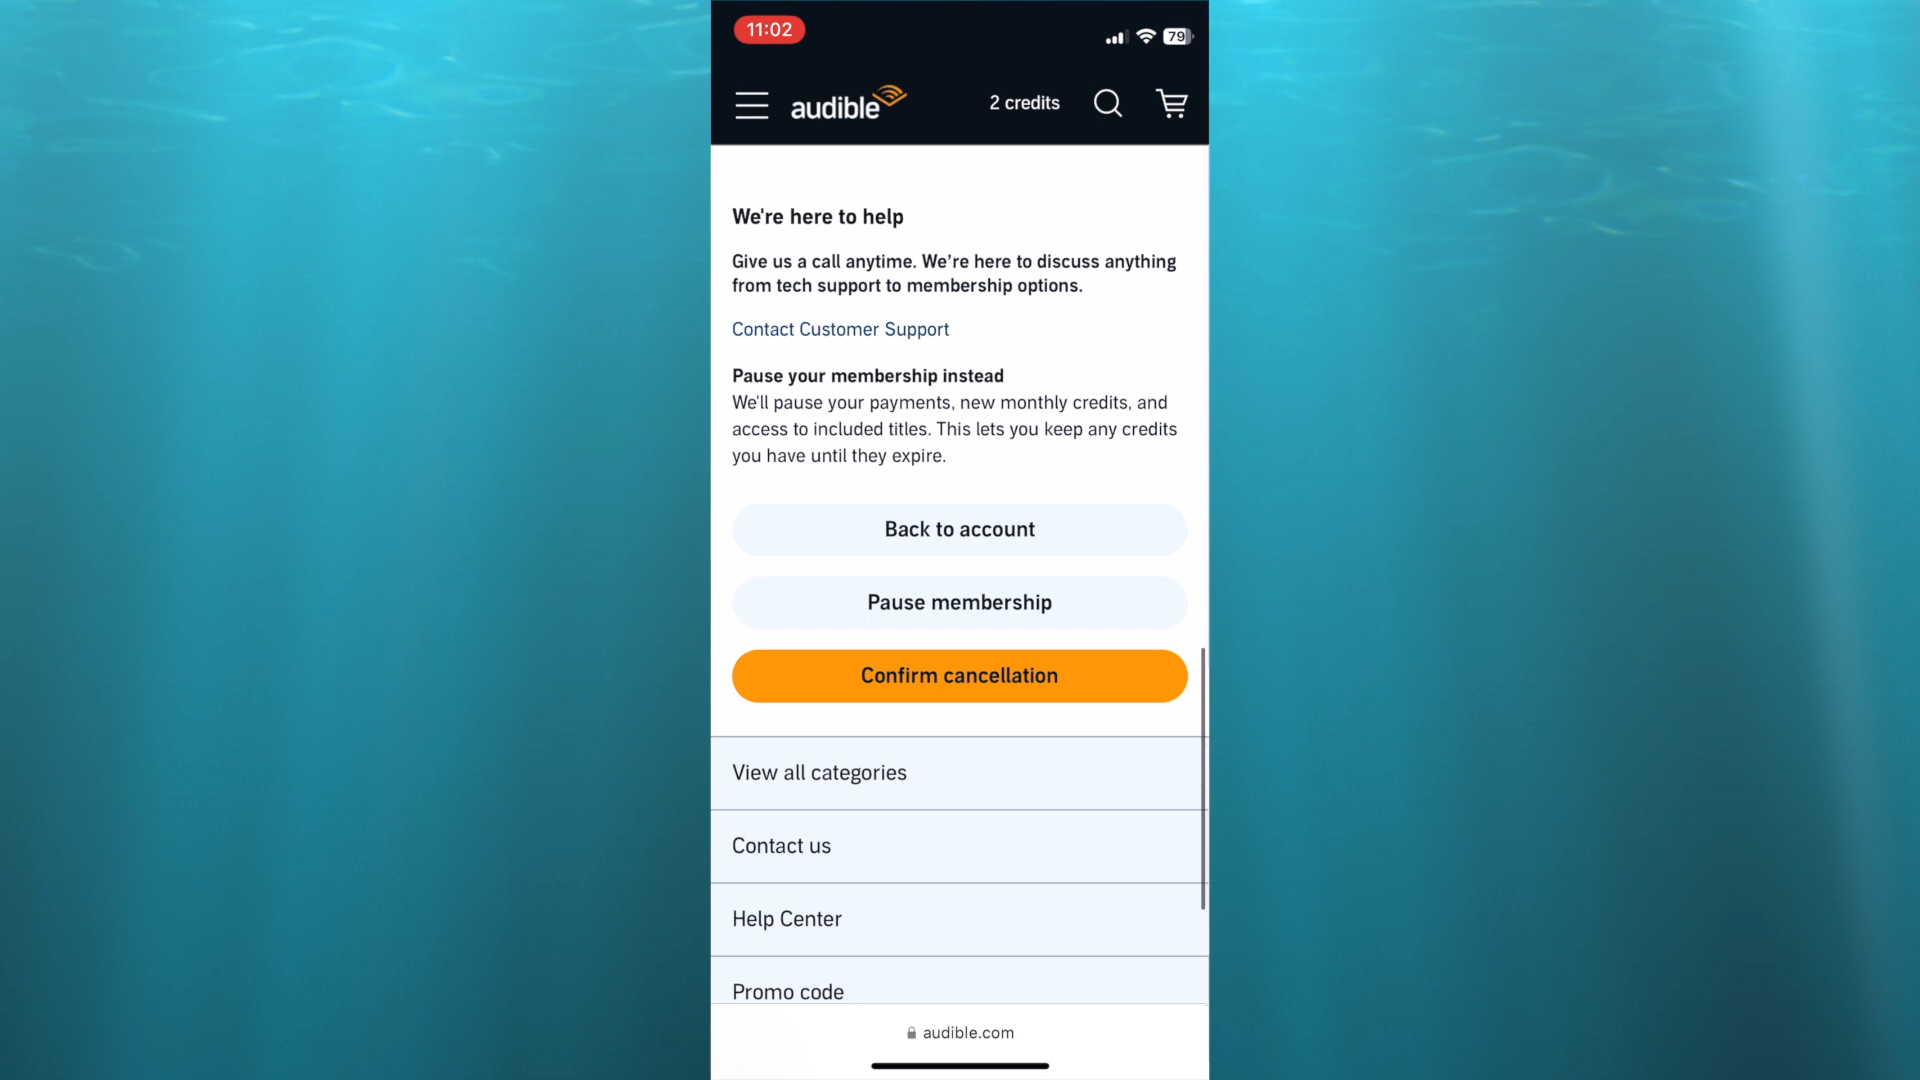 11:02
79
audible
2 credits
We're here to help
Give us a call anytime. We’re here to discuss anything
from tech support to membership options.
Contact Customer Support
Pause your membership instead
We'll pause your payments, new monthly credits, and
access to included titles. This lets you keep any credits
you have until they expire.
Back to account
Pause membership
Confirm cancellation
View all categories
Contact us
Help Center
Promo code
audible.com